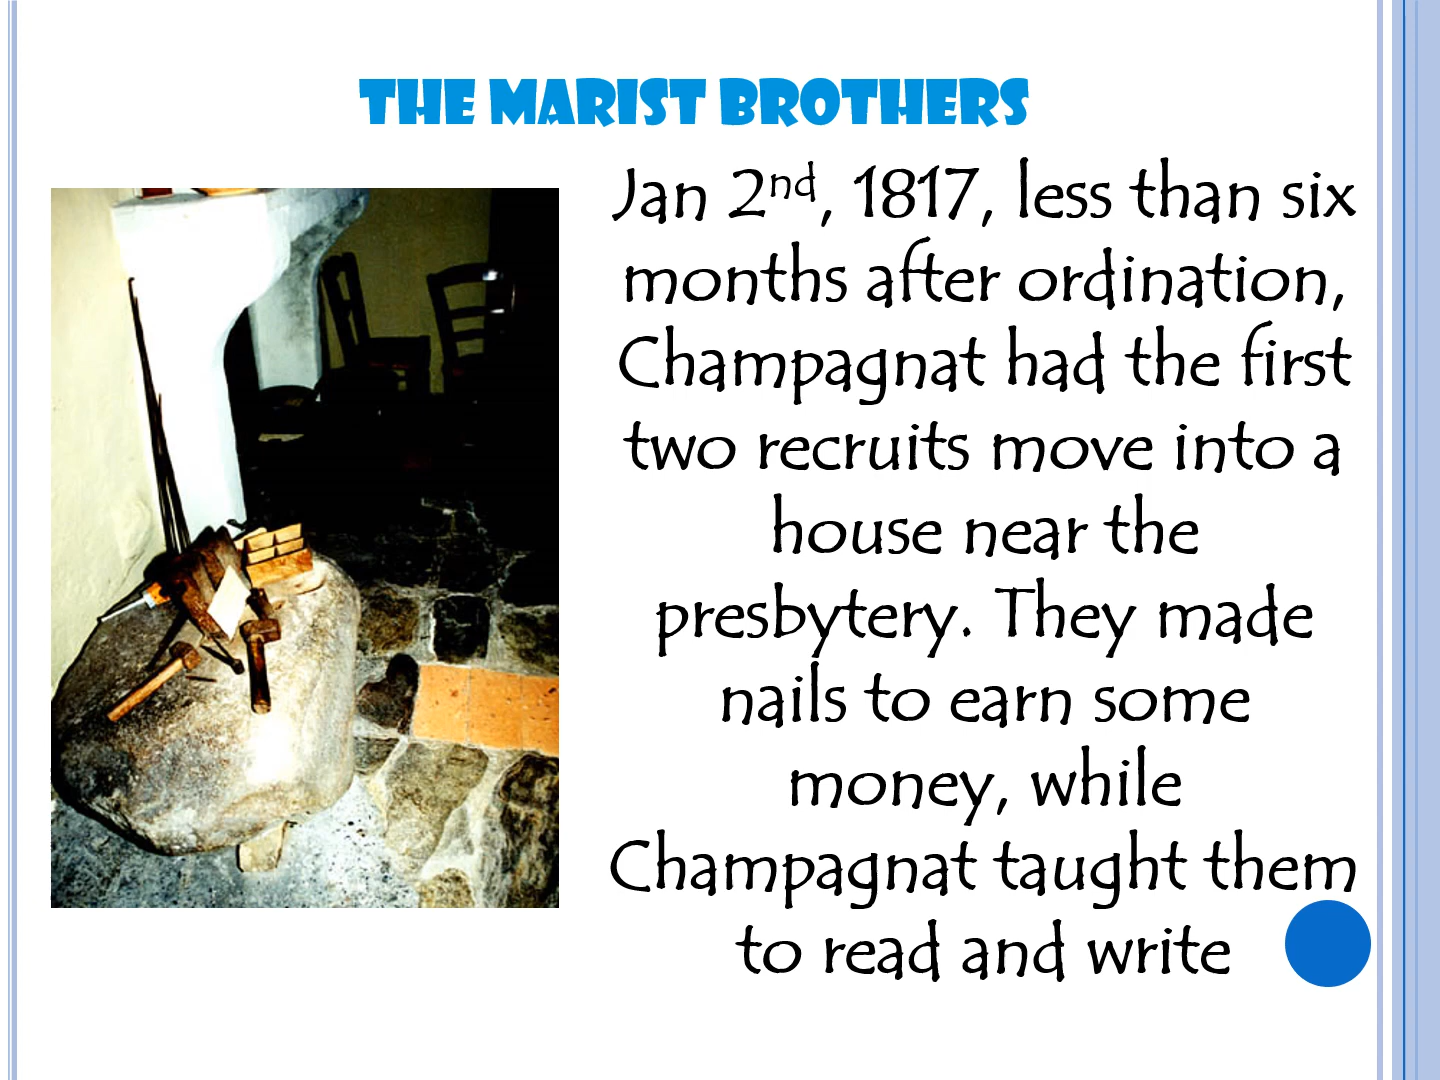 THE MARIST BROTHERS
Jan 2nd, 1817, less than six
months after ordination,
Champagnat had the first
two recruits move into a
house near the
presbytery. They made
nails to earn some
money, while
Champagnat taught them
to read and write